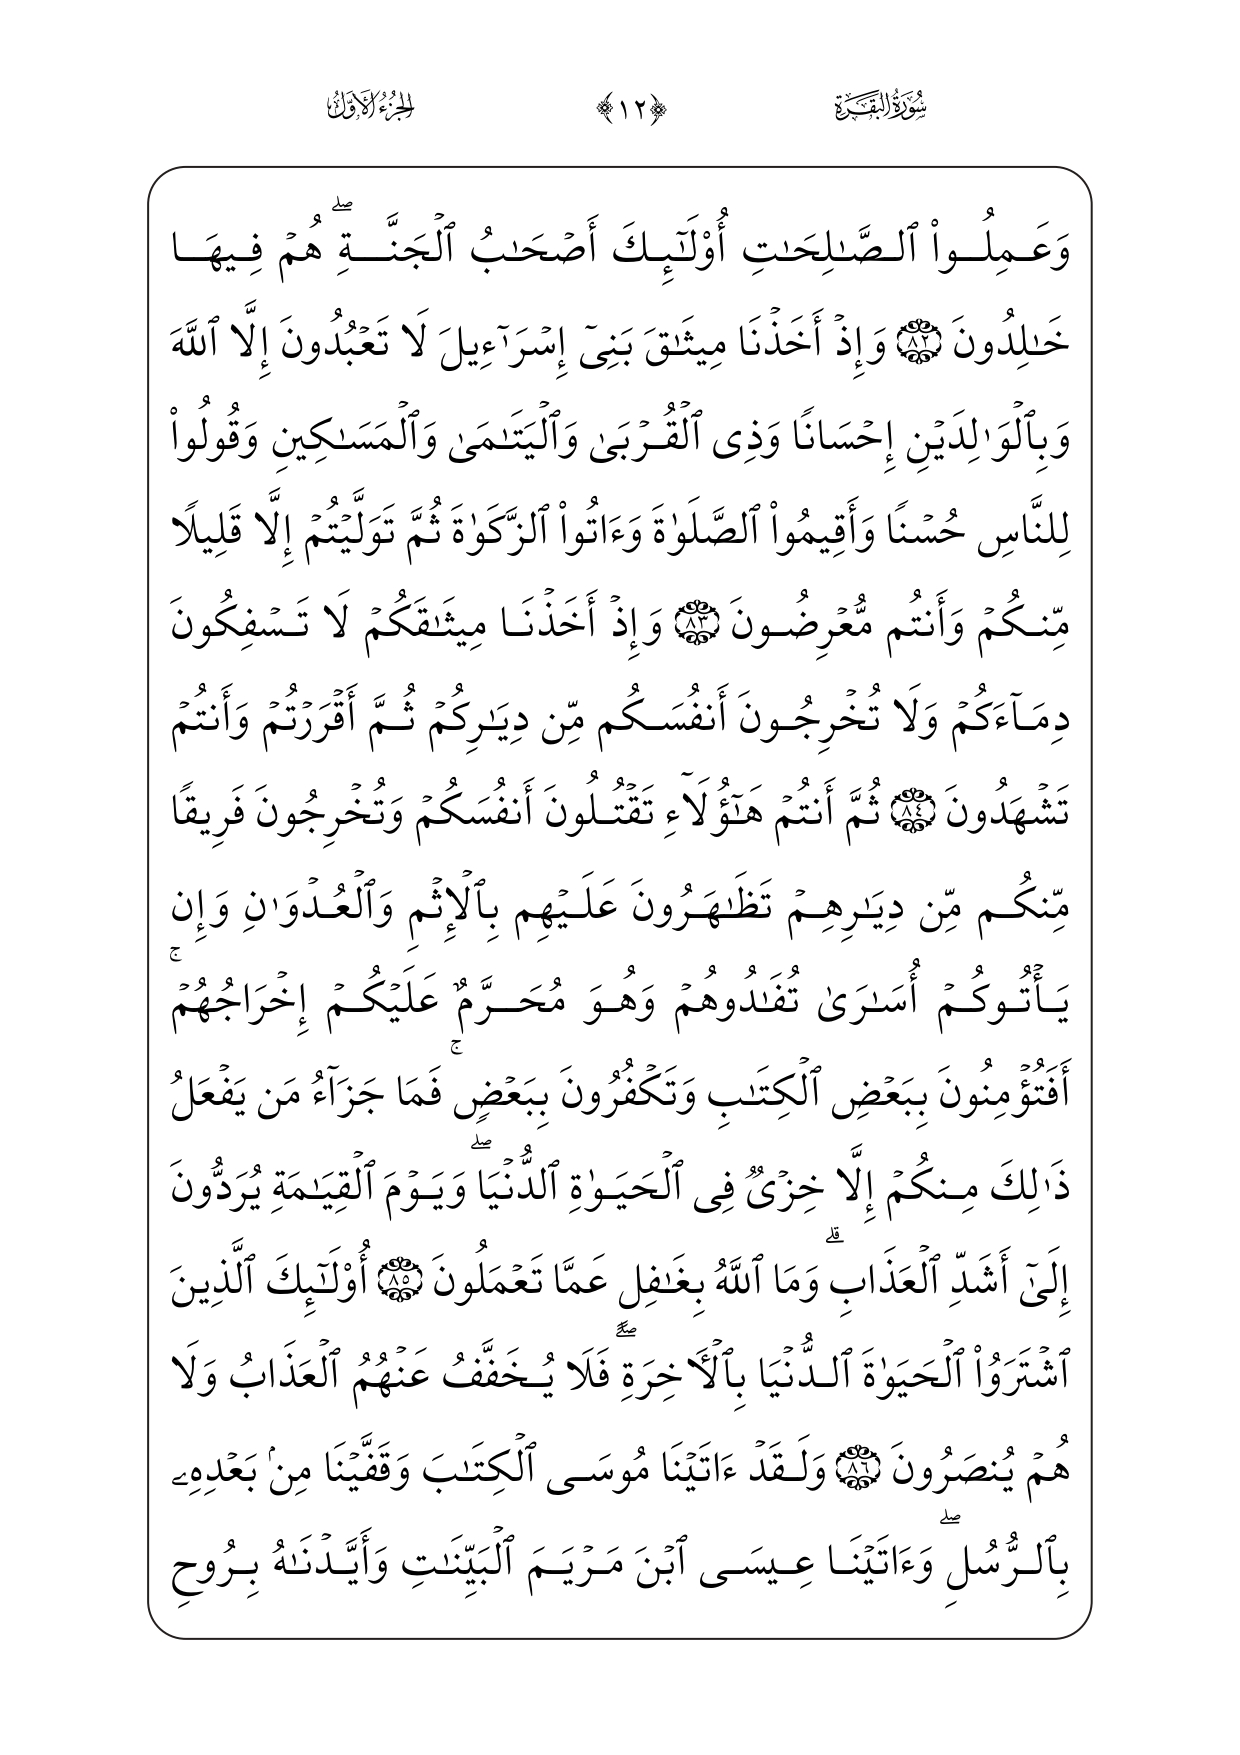 سُورَةُ البَقَرَةِ ﴿١٢﴾ الجُزْءُ الأَوَّلُ
وَعَمِلُوا۟ ٱلصَّـٰلِحَـٰتِ أُو۟لَـٰٓئِكَ أَصْحَـٰبُ ٱلْجَنَّةِ ۖ هُمْ فِيهَا
خَـٰلِدُونَ ٨٢ وَإِذْ أَخَذْنَا مِيثَـٰقَ بَنِىٓ إِسْرَٰٓءِيلَ لَا تَعْبُدُونَ إِلَّا ٱللَّهَ
وَبِٱلْوَٰلِدَيْنِ إِحْسَانًا وَذِى ٱلْقُرْبَىٰ وَٱلْيَتَـٰمَىٰ وَٱلْمَسَـٰكِينِ وَقُولُوا۟
لِلنَّاسِ حُسْنًا وَأَقِيمُوا۟ ٱلصَّلَوٰةَ وَءَاتُوا۟ ٱلزَّكَوٰةَ ثُمَّ تَوَلَّيْتُمْ إِلَّا قَلِيلًا
مِّنكُمْ وَأَنتُم مُّعْرِضُونَ ٨٣ وَإِذْ أَخَذْنَا مِيثَـٰقَكُمْ لَا تَسْفِكُونَ
دِمَآءَكُمْ وَلَا تُخْرِجُونَ أَنفُسَكُم مِّن دِيَـٰرِكُمْ ثُمَّ أَقْرَرْتُمْ وَأَنتُمْ
تَشْهَدُونَ ٨٤ ثُمَّ أَنتُمْ هَـٰٓؤُلَآءِ تَقْتُلُونَ أَنفُسَكُمْ وَتُخْرِجُونَ فَرِيقًا
مِّنكُم مِّن دِيَـٰرِهِمْ تَظَـٰهَرُونَ عَلَيْهِم بِٱلْإِثْمِ وَٱلْعُدْوَٰنِ وَإِن
يَأْتُوكُمْ أُسَـٰرَىٰ تُفَـٰدُوهُمْ وَهُوَ مُحَرَّمٌ عَلَيْكُمْ إِخْرَاجُهُمْ ۚ
أَفَتُؤْمِنُونَ بِبَعْضِ ٱلْكِتَـٰبِ وَتَكْفُرُونَ بِبَعْضٍ ۚ فَمَا جَزَآءُ مَن يَفْعَلُ
ذَٰلِكَ مِنكُمْ إِلَّا خِزْىٌ فِى ٱلْحَيَوٰةِ ٱلدُّنْيَا ۖ وَيَوْمَ ٱلْقِيَـٰمَةِ يُرَدُّونَ
إِلَىٰٓ أَشَدِّ ٱلْعَذَابِ ۗ وَمَا ٱللَّهُ بِغَـٰفِلٍ عَمَّا تَعْمَلُونَ ٨٥ أُو۟لَـٰٓئِكَ ٱلَّذِينَ
ٱشْتَرَوُا۟ ٱلْحَيَوٰةَ ٱلدُّنْيَا بِٱلْـَٔاخِرَةِ ۖ فَلَا يُخَفَّفُ عَنْهُمُ ٱلْعَذَابُ وَلَا
هُمْ يُنصَرُونَ ٨٦ وَلَقَدْ ءَاتَيْنَا مُوسَى ٱلْكِتَـٰبَ وَقَفَّيْنَا مِنۢ بَعْدِهِۦ
بِٱلرُّسُلِ ۖ وَءَاتَيْنَا عِيسَى ٱبْنَ مَرْيَمَ ٱلْبَيِّنَـٰتِ وَأَيَّدْنَـٰهُ بِرُوحِ